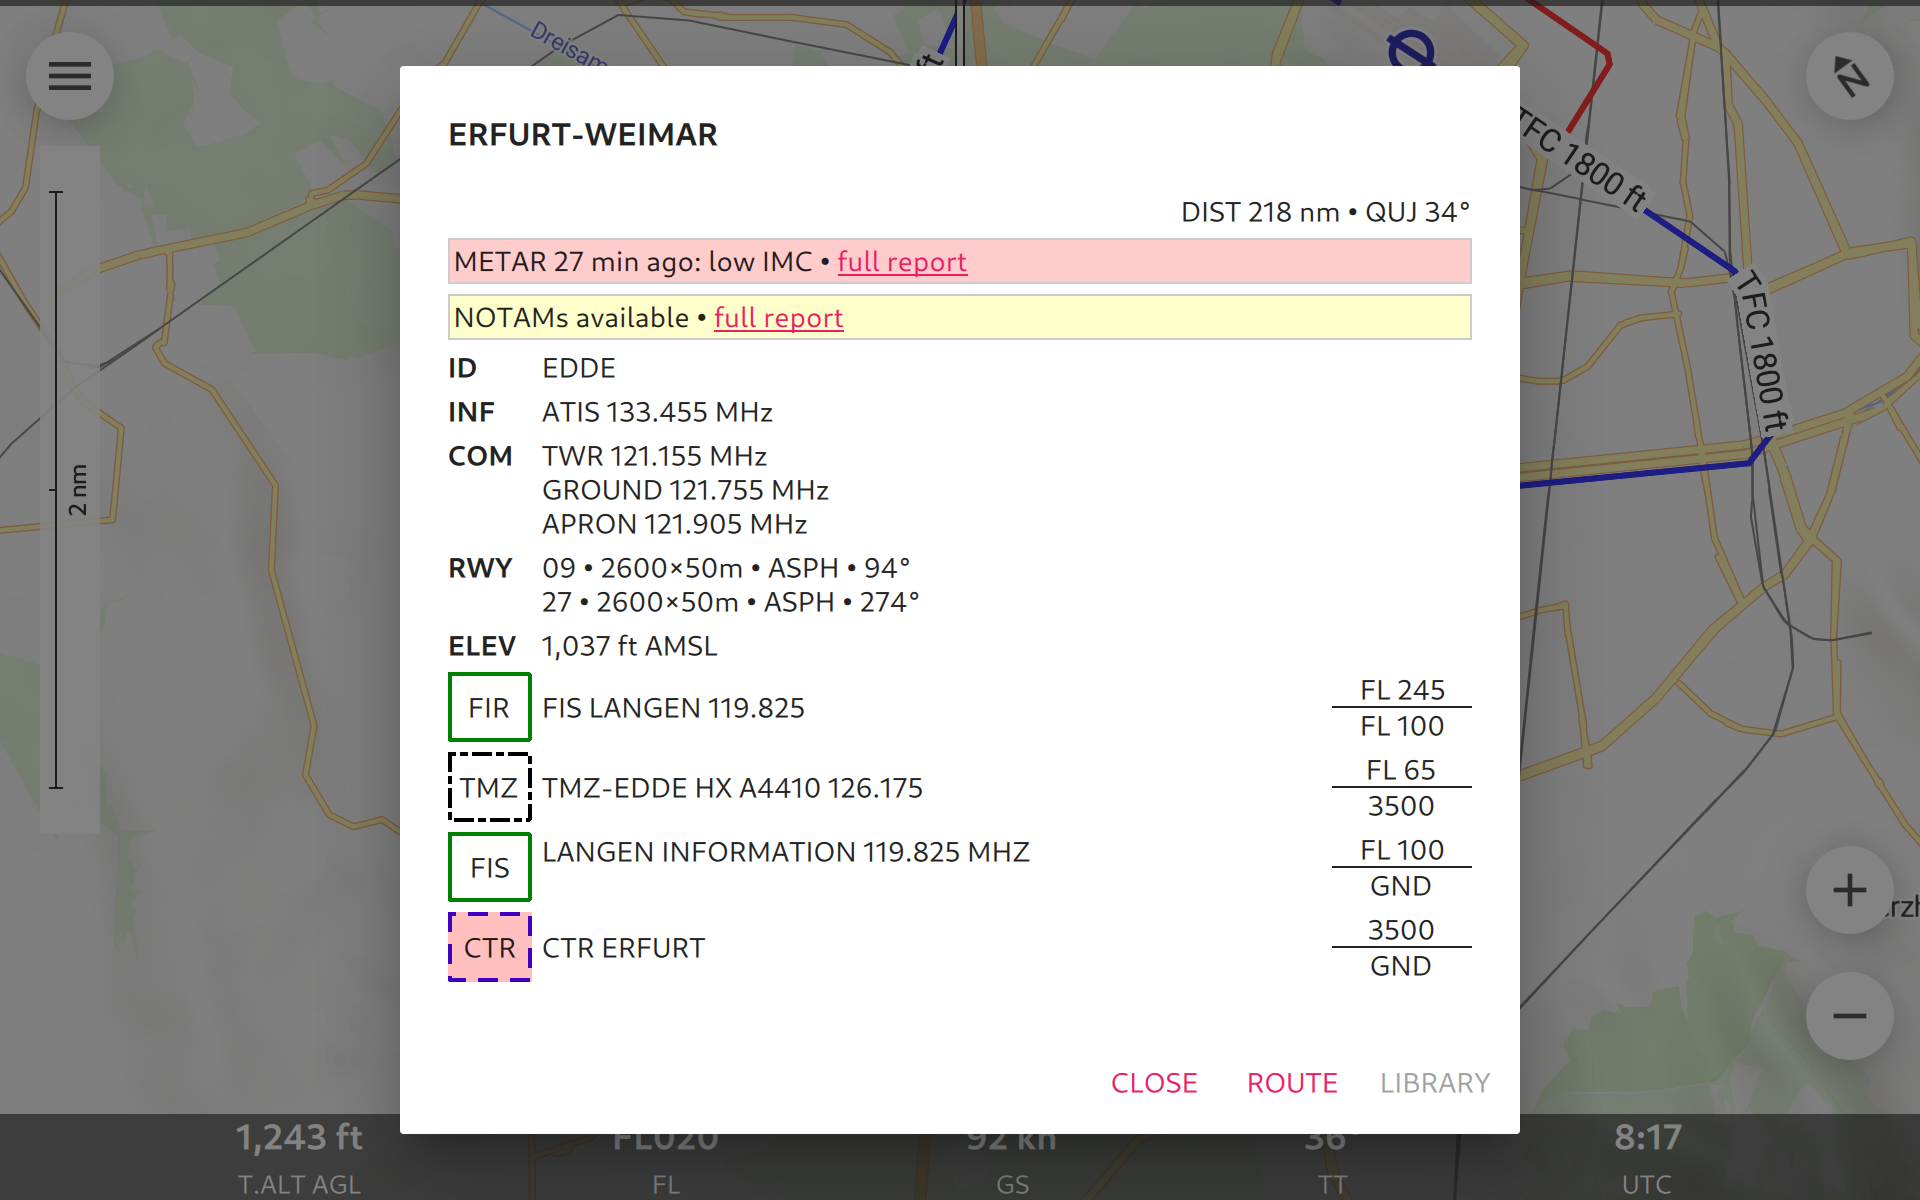 Dreisam
ft
N
TFC 1800 ft
TFC 1800 ft
2 nm
ERFURT-WEIMAR
DIST 218 nm • QUJ 34°
METAR 27 min ago: low IMC • full report
NOTAMs available • full report
ID EDDE
INF ATIS 133.455 MHz
COM TWR 121.155 MHz
GROUND 121.755 MHz
APRON 121.905 MHz
RWY 09 • 2600×50m • ASPH • 94°
27 • 2600×50m • ASPH • 274°
ELEV 1,037 ft AMSL
FIR FIS LANGEN 119.825 FL 245
FL 100
TMZ TMZ-EDDE HX A4410 126.175 FL 65
3500
FIS LANGEN INFORMATION 119.825 MHZ FL 100
GND
CTR CTR ERFURT 3500
GND
CLOSE ROUTE LIBRARY
1,243 ft FL020 92 kn 36° 8:17
T.ALT AGL FL GS TT UTC